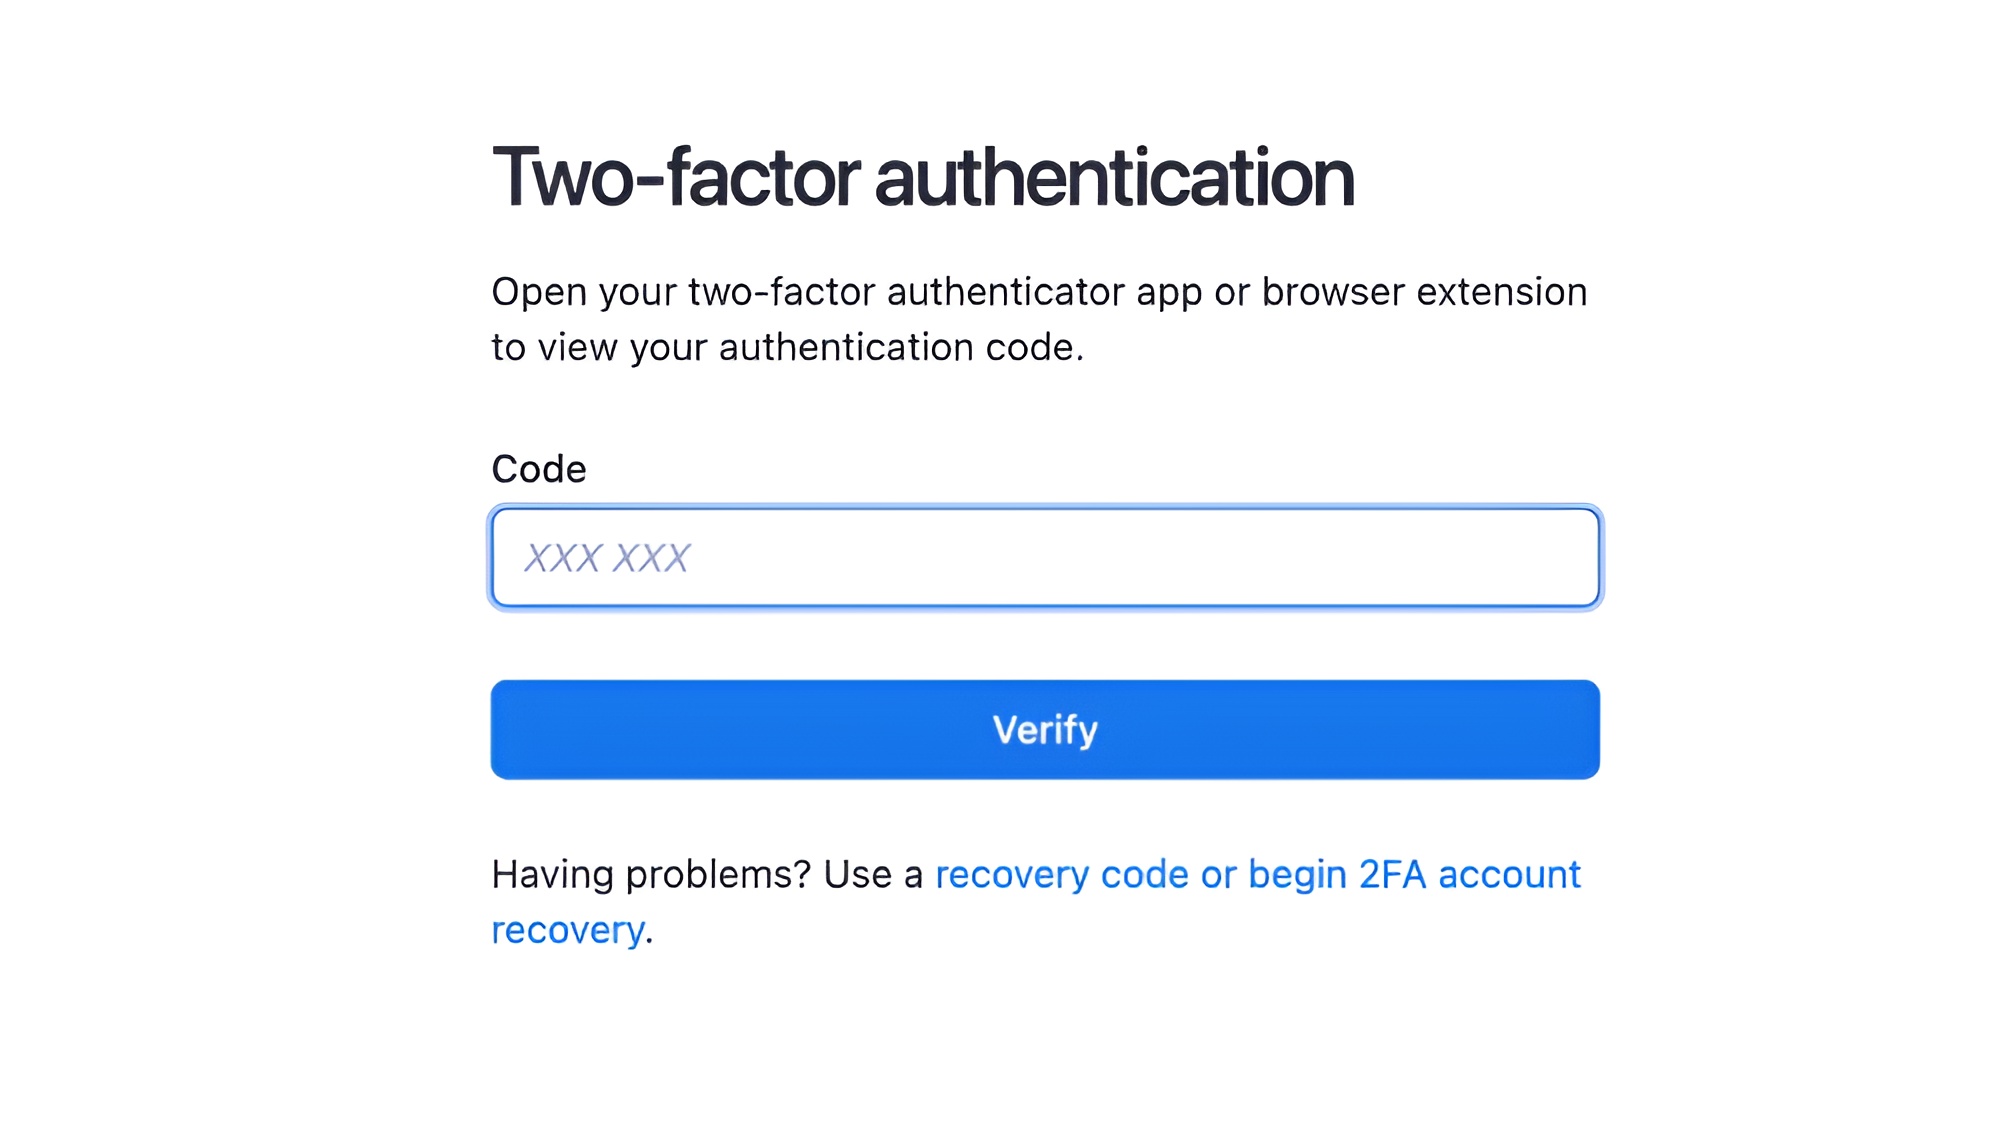 Two-factor authentication
Open your two-factor authenticator app or browser extension
to view your authentication code.
Code
XXX XXX
Verify
Having problems? Use a recovery code or begin 2FA account
recovery.